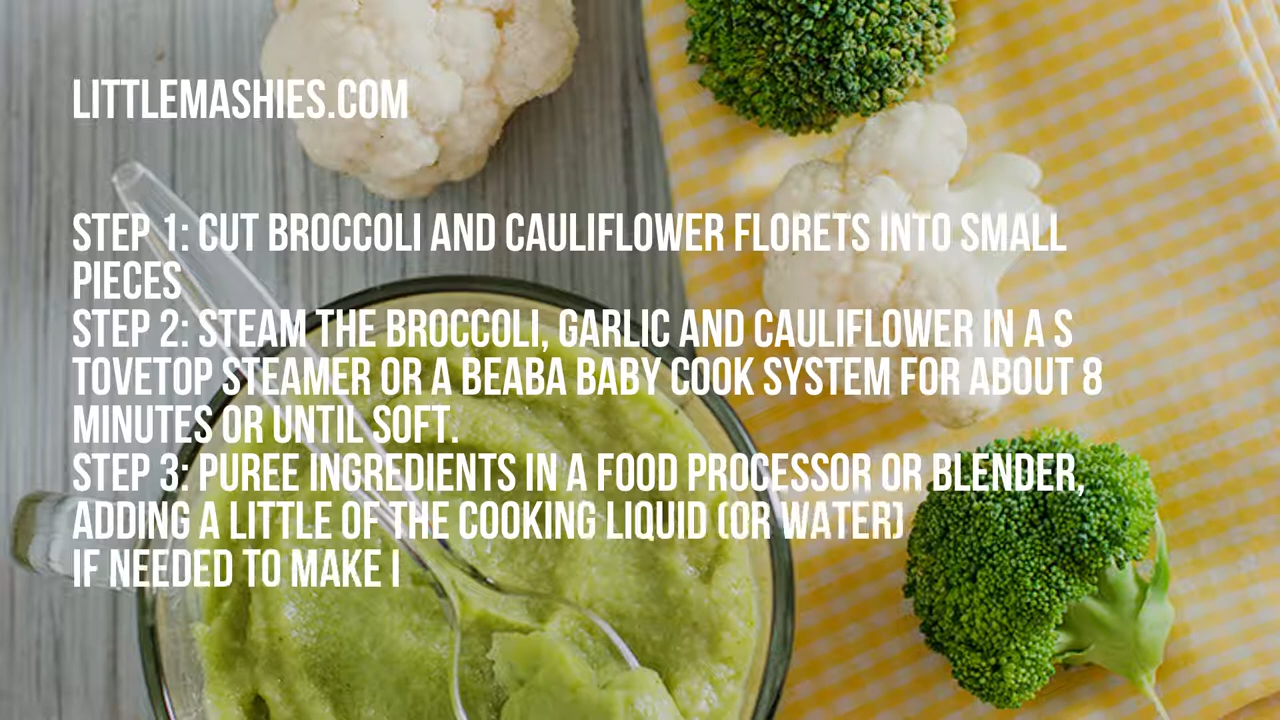 LITTLEMASHIES.COM
STEP 1: CUT BROCCOLI AND CAULIFLOWER FLORETS INTO SMALL
PIECES
STEP 2: STEAM THE BROCCOLI, GARLIC AND CAULIFLOWER IN A S
TOVETOP STEAMER OR A BEABA BABY COOK SYSTEM FOR ABOUT 8
MINUTES OR UNTIL SOFT.
STEP 3: PUREE INGREDIENTS IN A FOOD PROCESSOR OR BLENDER,
ADDING A LITTLE OF THE COOKING LIQUID (OR WATER)
IF NEEDED TO MAKE I